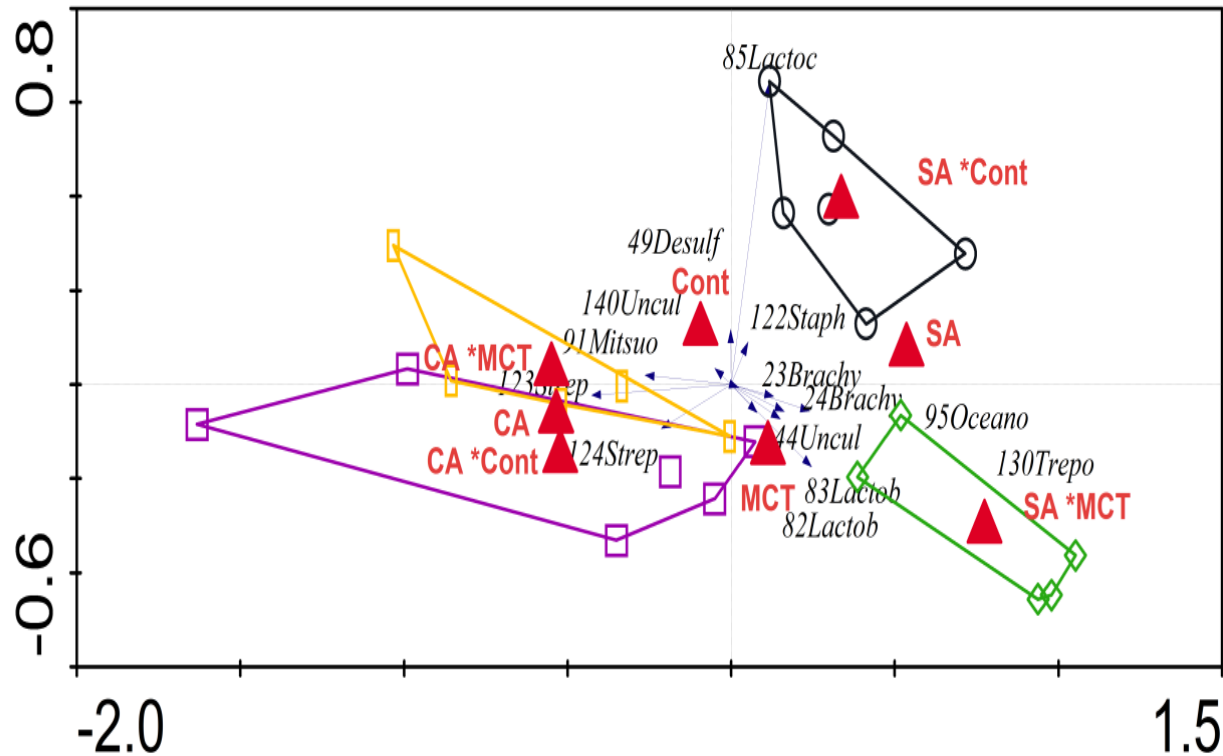 0.8
85Lactoc
SA *Cont
49Desulf
Cont
140Uncul
122Staph
SA
91Mitsuo
CA *MCT
123Strep
23Brachy
24Brachy
95Oceano
CA
44Uncul
CA *Cont
124Strep
130Trepo
MCT
83Lactob
SA *MCT
82Lactob
-0.6
-2.0
1.5